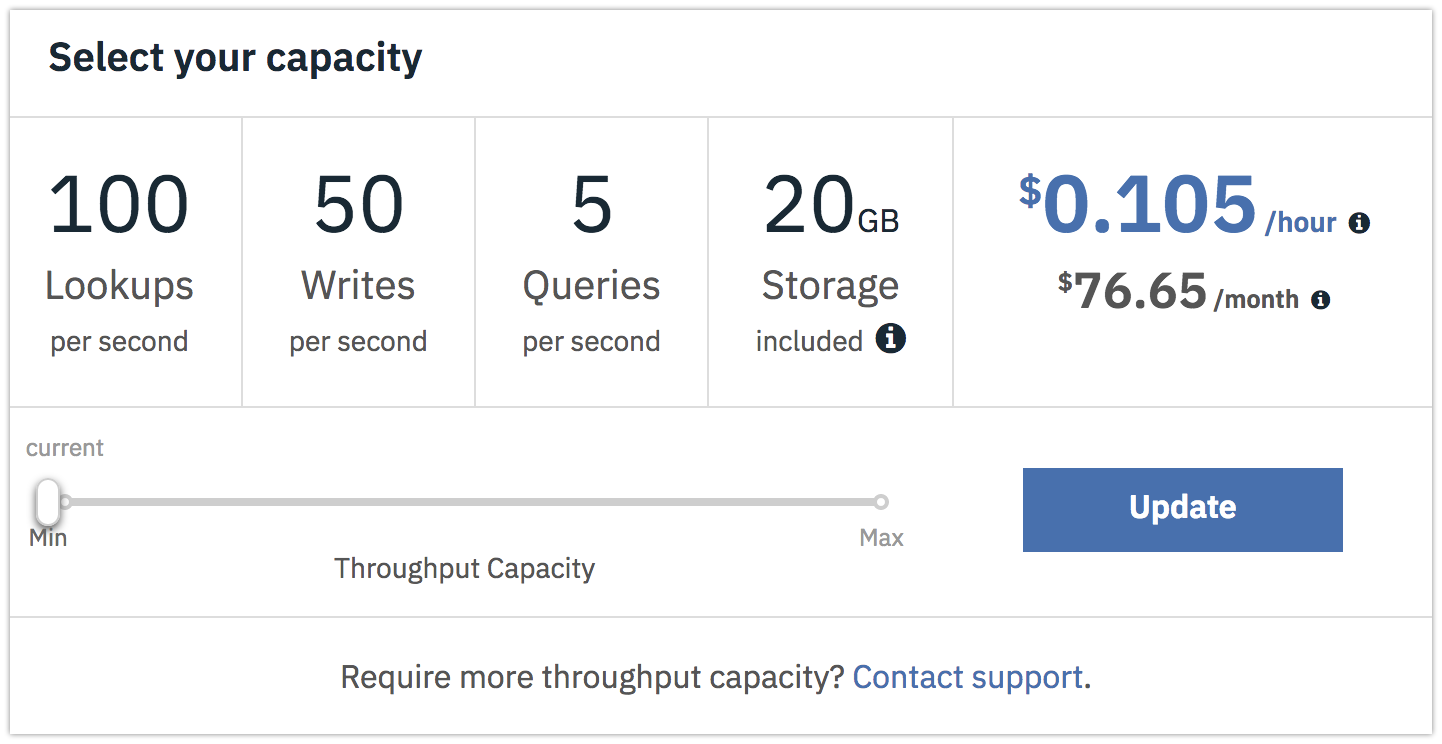 Select your capacity
100
Lookups
per second
50
Writes
per second
5
Queries
per second
20GB
Storage
included
$0.105 /hour
$76.65 /month
current
Min
Max
Throughput Capacity
Update
Require more throughput capacity? Contact support.